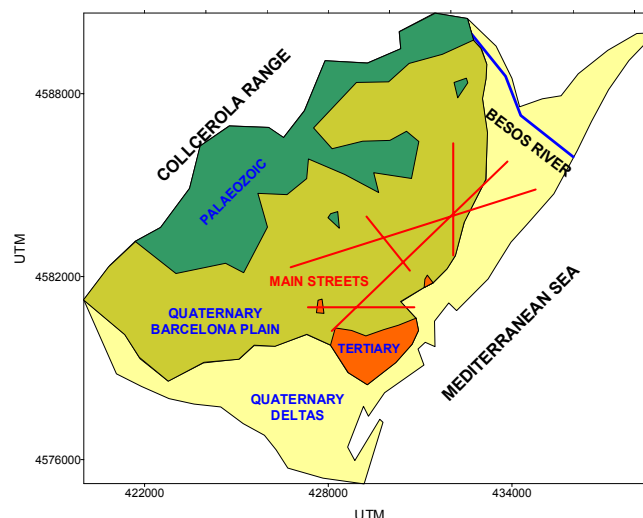 4588000
4582000
4576000
UTM
COLLCEROLA RANGE
BESOS RIVER
PALAEOZOIC
MAIN STREETS
QUATERNARY
BARCELONA PLAIN
TERTIARY
MEDITERRANEAN SEA
QUATERNARY
DELTAS
422000
428000
434000
UTM